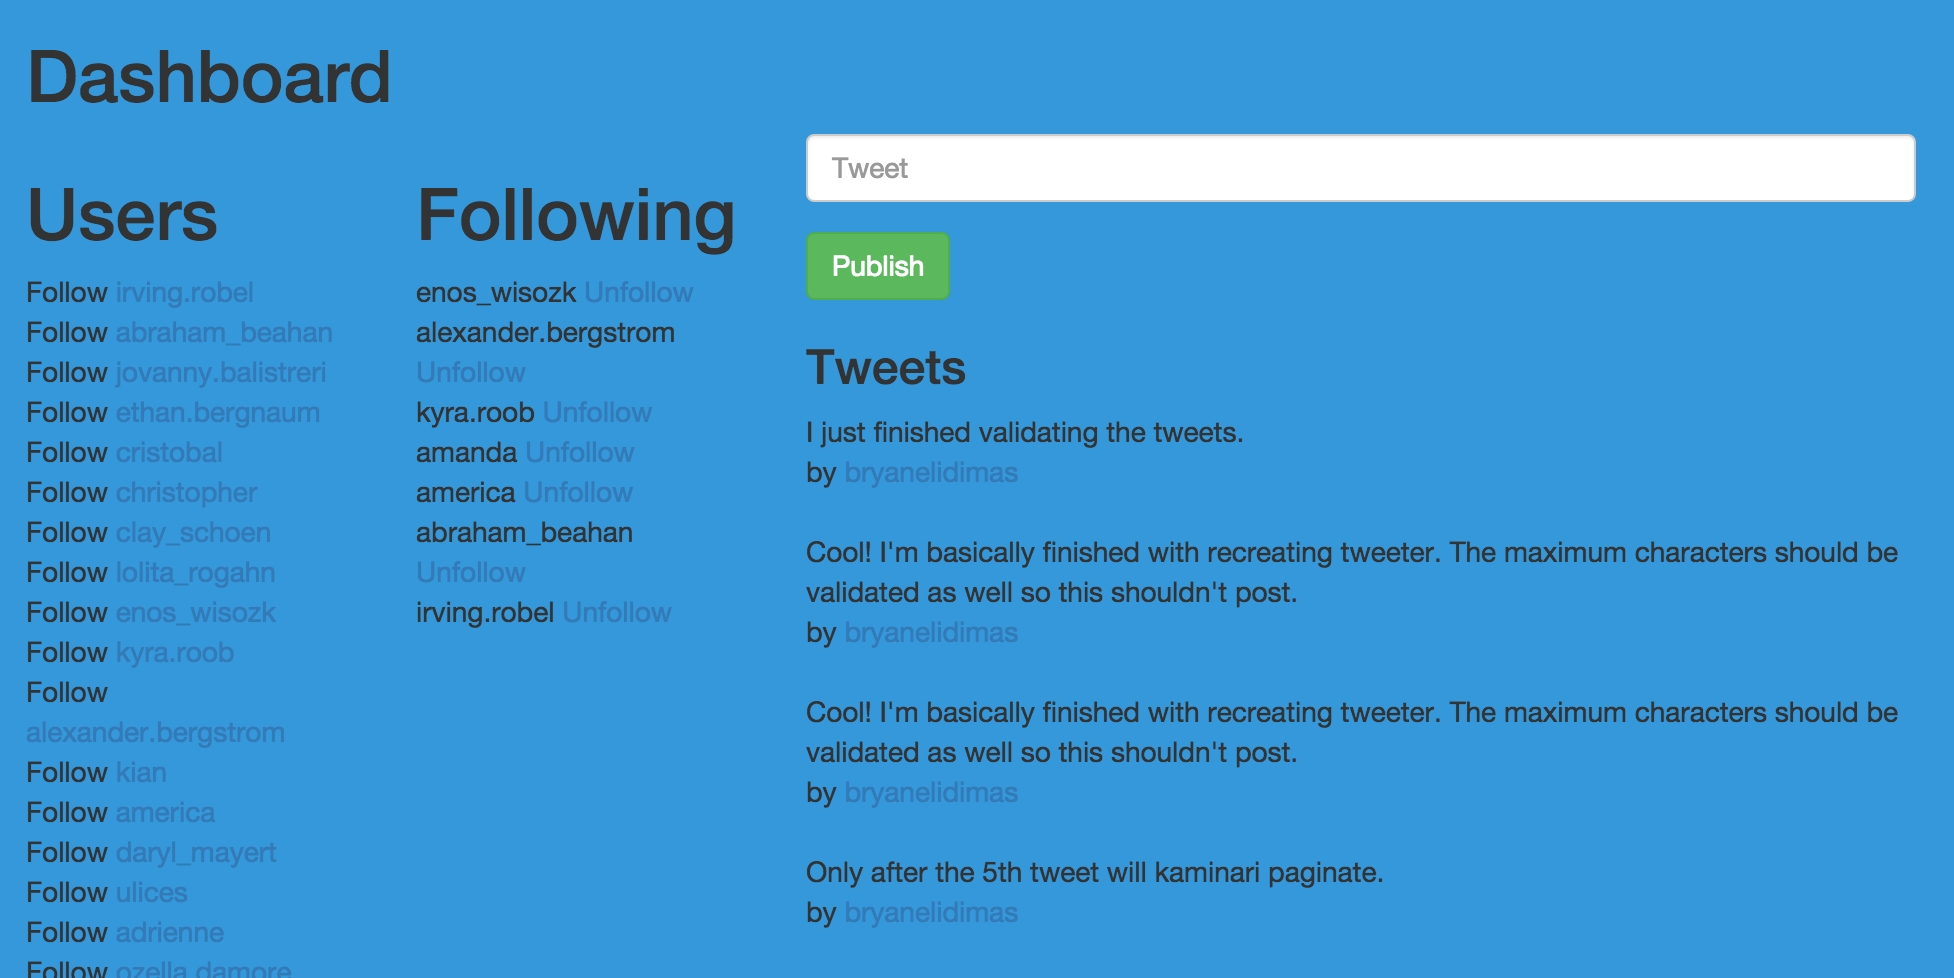 Dashboard
Users
Follow irving.robel
Follow abraham_beahan
Follow jovanny.balistreri
Follow ethan.bergnaum
Follow cristobal
Follow christopher
Follow clay_schoen
Follow lolita_rogahn
Follow enos_wisozk
Follow kyra.roob
Follow
alexander.bergstrom
Follow kian
Follow america
Follow daryl_mayert
Follow ulices
Follow adrienne
Follow ozella.damore
Following
enos_wisozk Unfollow
alexander.bergstrom
Unfollow
kyra.roob Unfollow
amanda Unfollow
america Unfollow
abraham_beahan
Unfollow
irving.robel Unfollow
Tweet
Publish
Tweets
I just finished validating the tweets.
by bryanelidimas
Cool! I'm basically finished with recreating tweeter. The maximum characters should be
validated as well so this shouldn't post.
by bryanelidimas
Cool! I'm basically finished with recreating tweeter. The maximum characters should be
validated as well so this shouldn't post.
by bryanelidimas
Only after the 5th tweet will kaminari paginate.
by bryanelidimas